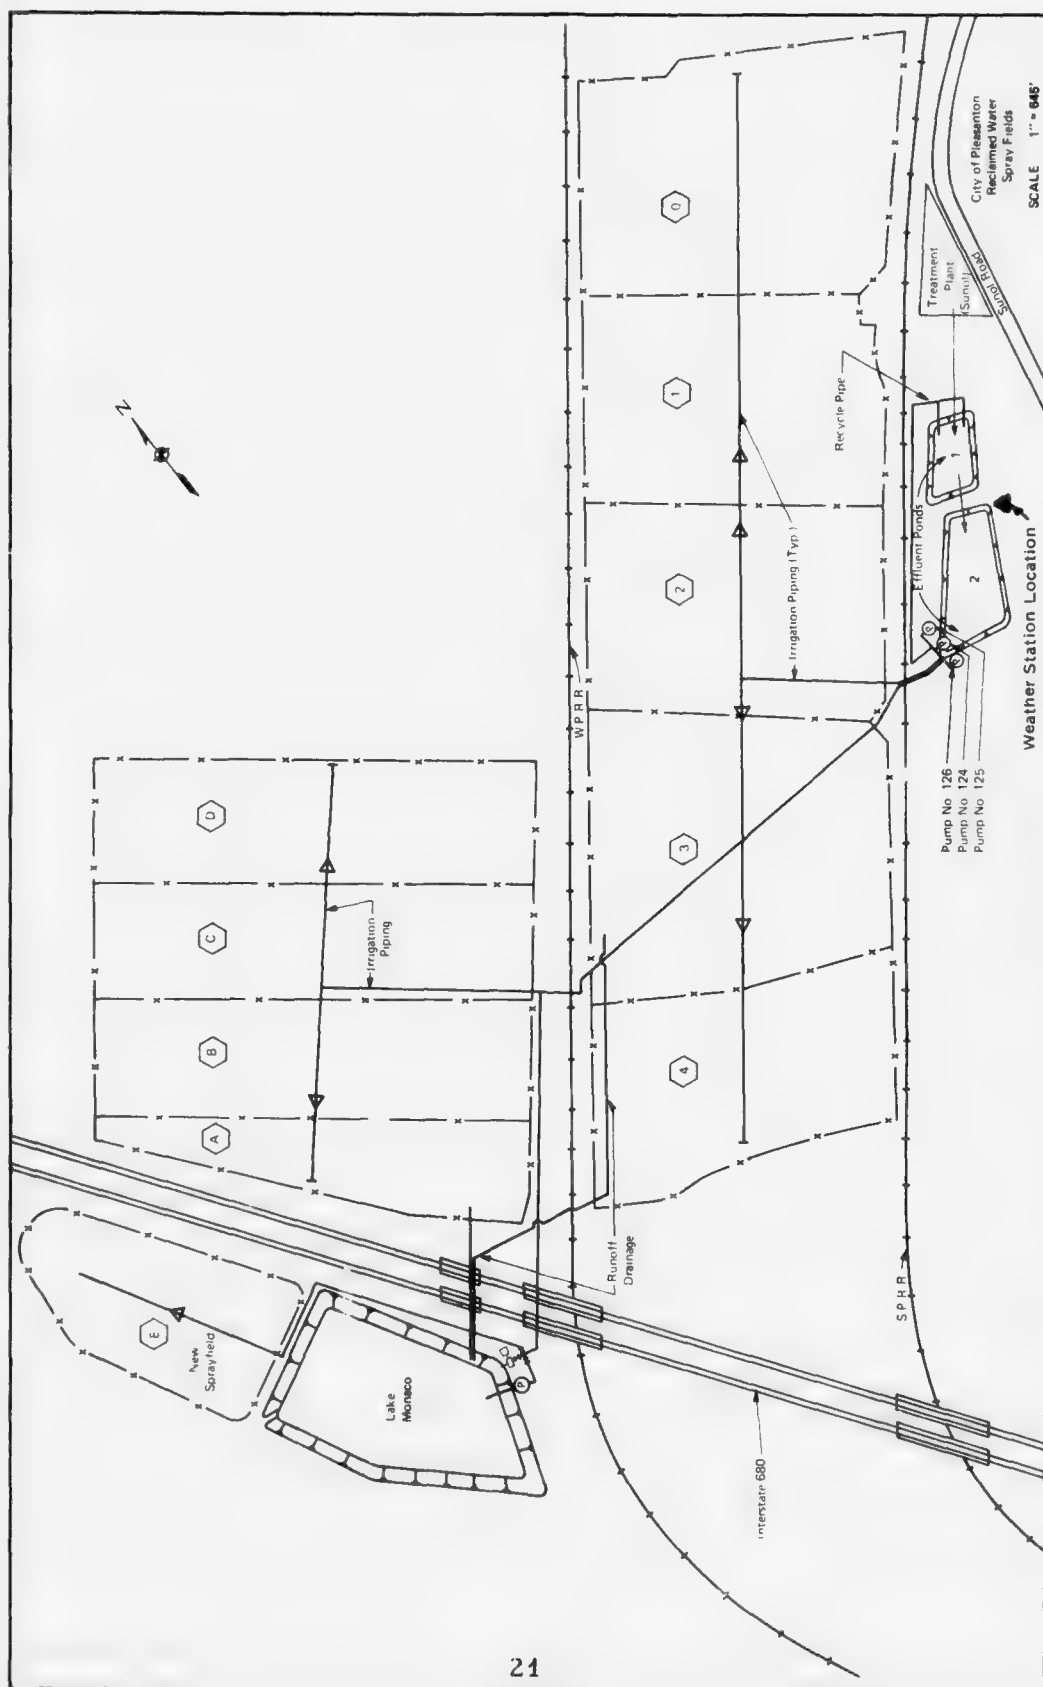 City of Pleasanton
Reclaimed Water
Spray Fields
SCALE 1" = 645'
Sunol Road
Treatment
Plant
(Sunol)
Recycle Pipe
Effluent Ponds
1
2
Weather Station Location
P
P
P
Pump No 126
Pump No 124
Pump No 125
0
1
2
3
4
Irrigation Piping (Typ)
W P R R
S P R R
N
D
C
B
A
Irrigation
Piping
Runoff
Drainage
E
New
Sprayfield
Lake
Monaco
P
Interstate 680
21